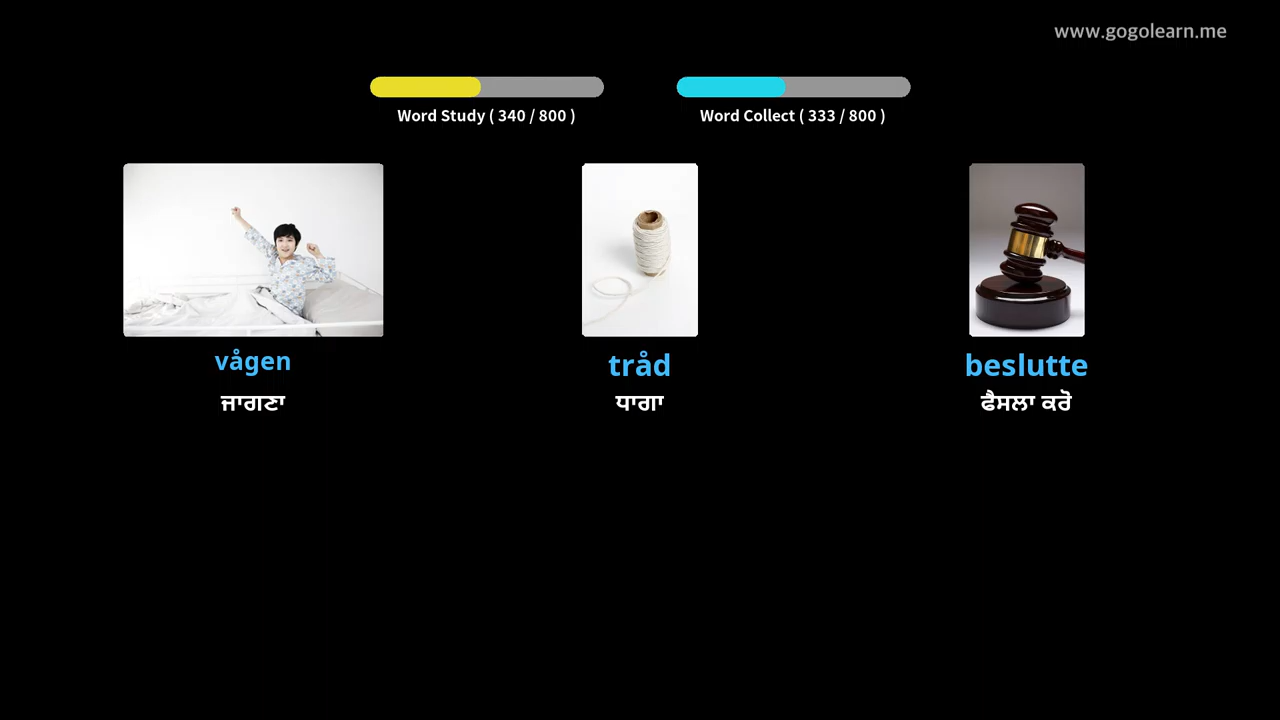 www.gogolearn.me
Word Study ( 340 / 800 )
Word Collect ( 333 / 800 )
vågen
tråd
beslutte
ਜਾਗਣਾ
ਧਾਗਾ
ਫੈਸਲਾ ਕਰੋ